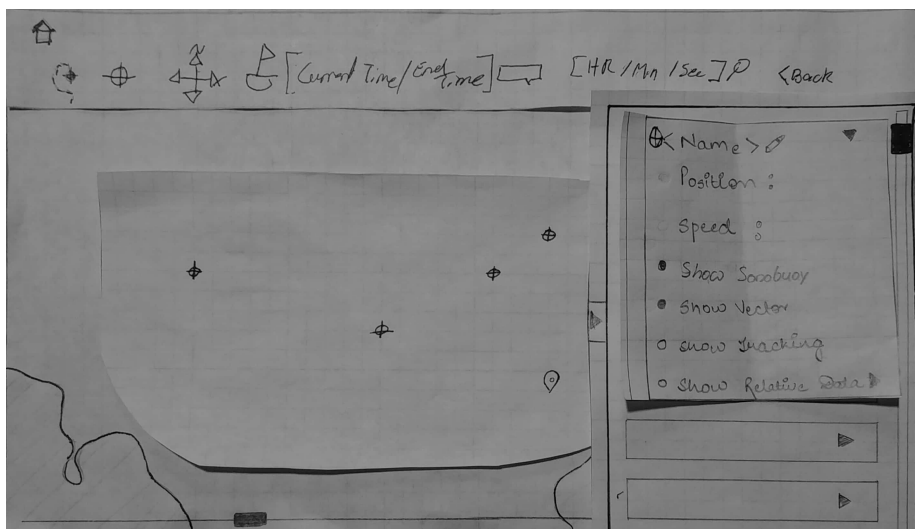 [Current Time/End Time] [HR/Min/Sec] <Back
<Name>
Position :
Speed :
Show Sonobuoy
Show Vector
Show Tracking
Show Relative Data